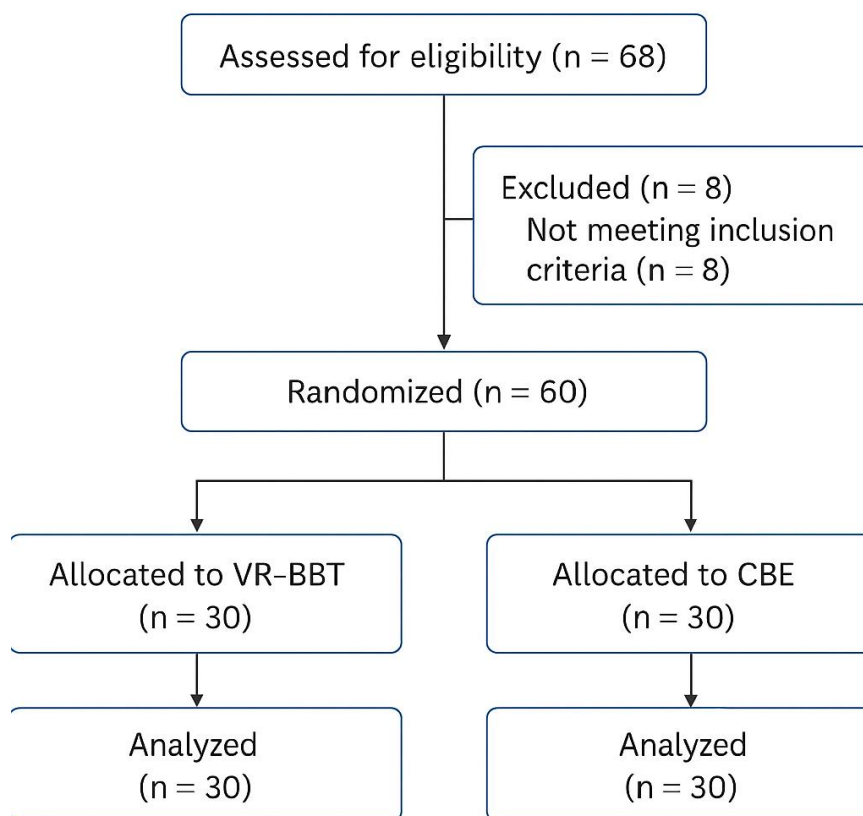 Assessed for eligibility (n = 68)
Excluded (n = 8)
Not meeting inclusion
criteria (n = 8)
Randomized (n = 60)
Allocated to VR-BBT
(n = 30)
Allocated to CBE
(n = 30)
Analyzed
(n = 30)
Analyzed
(n = 30)